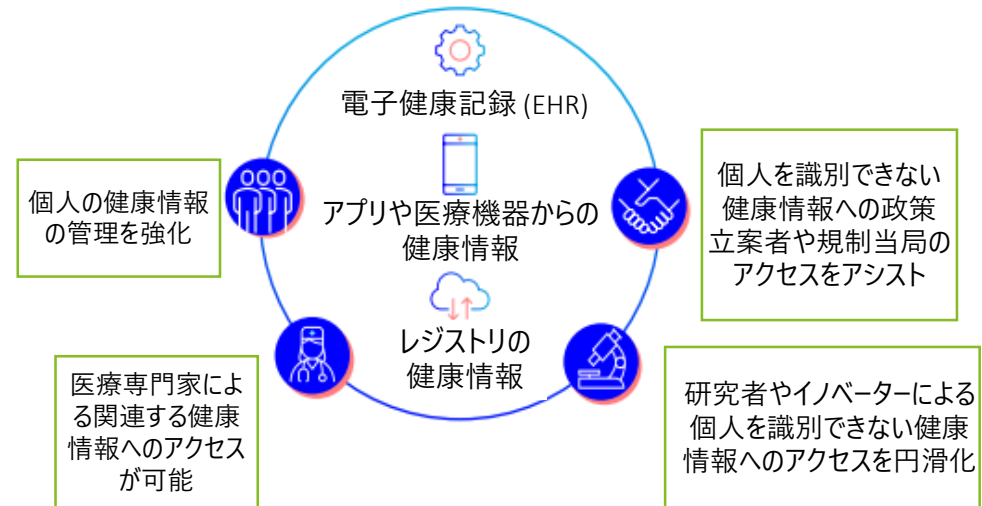 電子健康記録 (EHR)
アプリや医療機器からの
健康情報
レジストリの
健康情報
個人の健康情報
の管理を強化
医療専門家によ
る関連する健康
情報へのアクセス
が可能
個人を識別できない
健康情報への政策
立案者や規制当局の
アクセスをアシスト
研究者やイノベーターによる
個人を識別できない健康
情報へのアクセスを円滑化